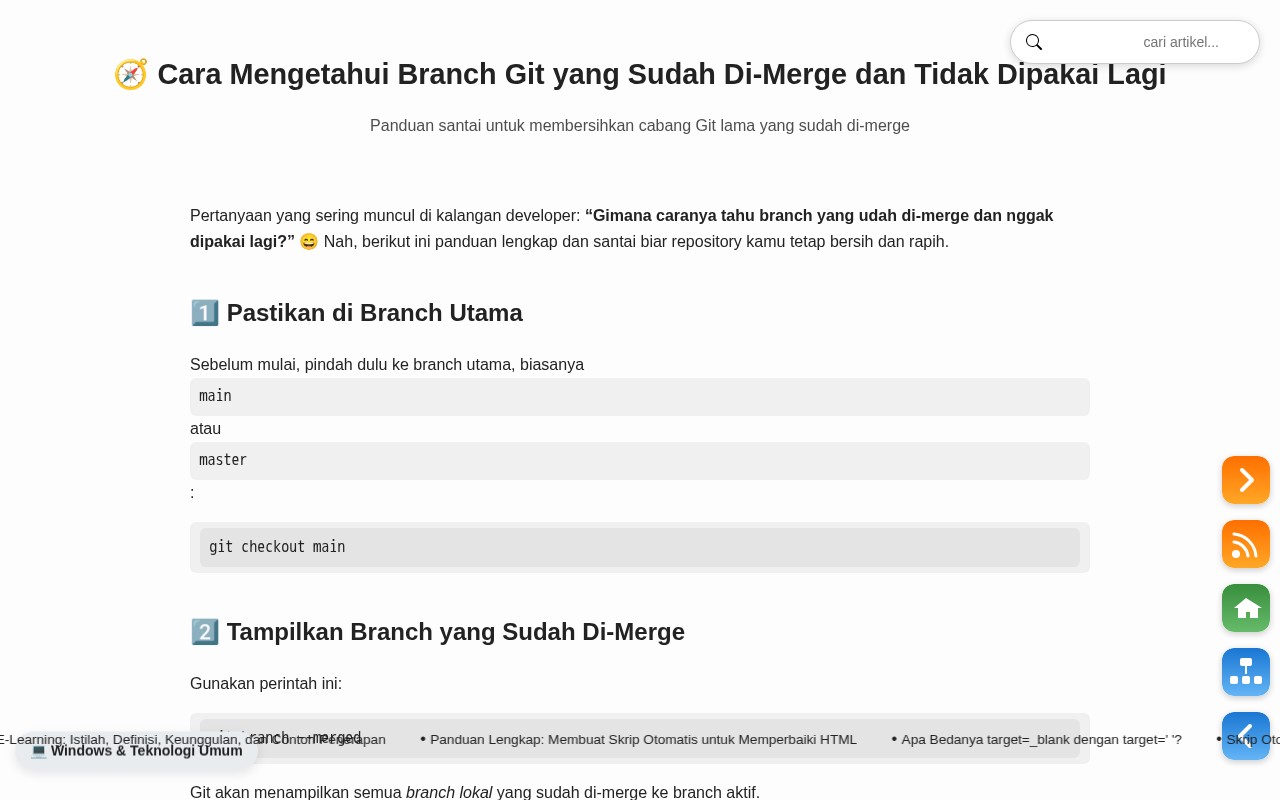 cari artikel...
🧭 Cara Mengetahui Branch Git yang Sudah Di-Merge dan Tidak Dipakai Lagi
Panduan santai untuk membersihkan cabang Git lama yang sudah di-merge
Pertanyaan yang sering muncul di kalangan developer: “Gimana caranya tahu branch yang udah di-merge dan nggak
dipakai lagi?” 😄 Nah, berikut ini panduan lengkap dan santai biar repository kamu tetap bersih dan rapih.
1️⃣ Pastikan di Branch Utama
Sebelum mulai, pindah dulu ke branch utama, biasanya
main
atau
master
:
git checkout main
2️⃣ Tampilkan Branch yang Sudah Di-Merge
Gunakan perintah ini:
--merged
E-Learning: Istilah, Definisi, Keunggulan, dan Contoh Penerapan • Panduan Lengkap: Membuat Skrip Otomatis untuk Memperbaiki HTML • Apa Bedanya target=_blank dengan target=' '? • Skrip
💻 Windows & Teknologi Umum
Git akan menampilkan semua branch lokal yang sudah di-merge ke branch aktif.